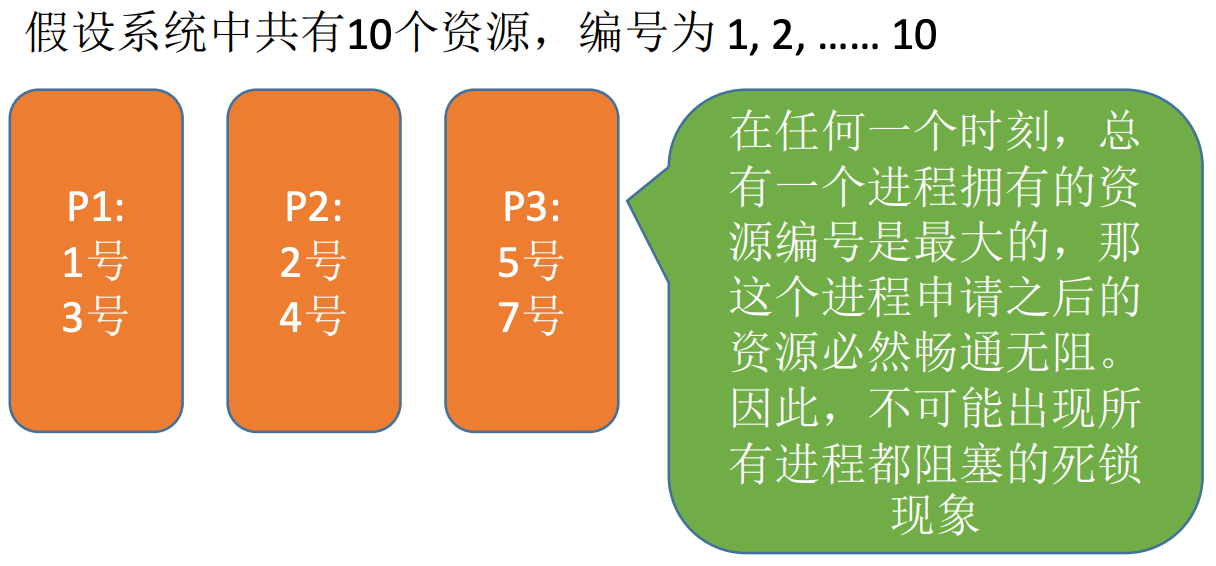 假设系统中共有10个资源，编号为 1, 2, …… 10
P1:
1号
3号
P2:
2号
4号
P3:
5号
7号
在任何一个时刻，总
有一个进程拥有的资
源编号是最大的，那
这个进程申请之后的
资源必然畅通无阻。
因此，不可能出现所
有进程都阻塞的死锁
现象